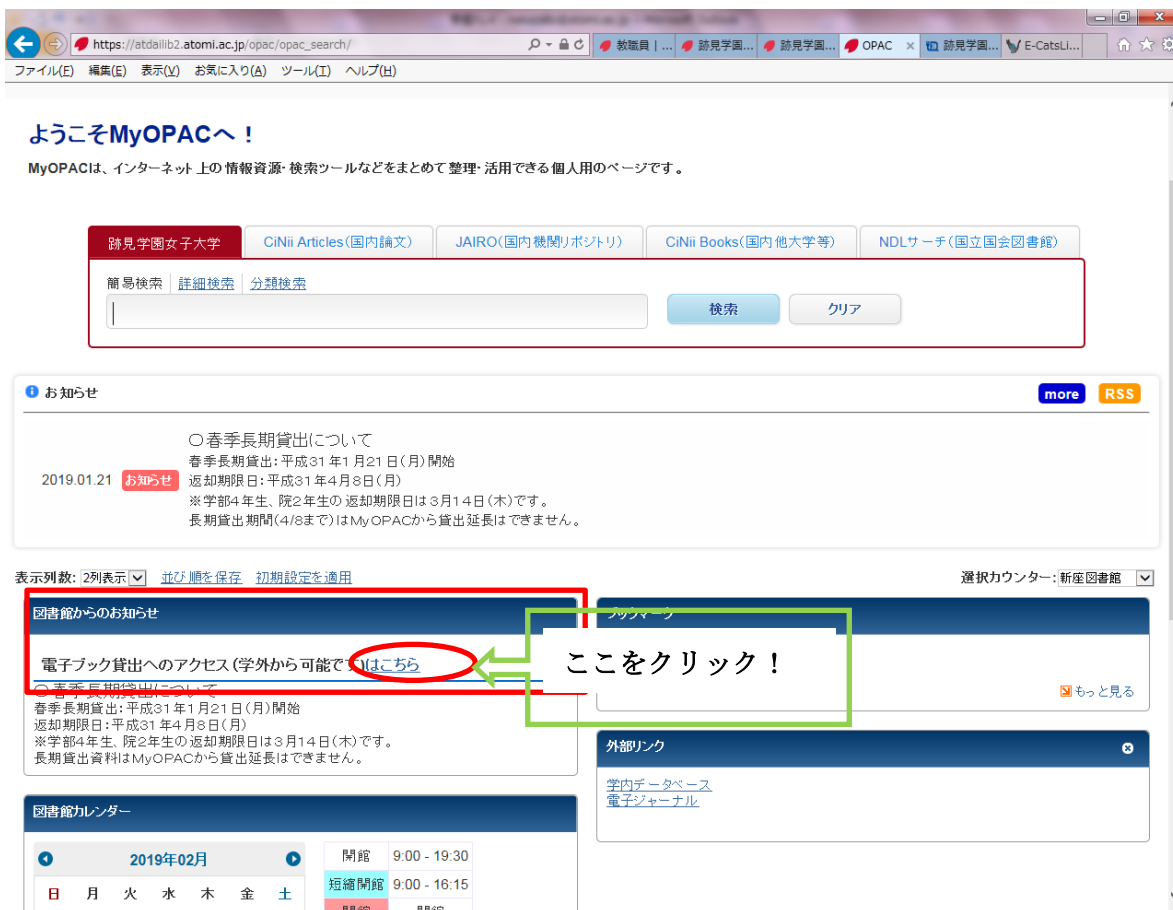 https://atdailib2.atomi.ac.jp/opac/opac_search/
教職員 | ...
跡見学園...
跡見学園...
OPAC
跡見学園...
E-CatsLi...
ファイル(F) 編集(E) 表示(V) お気に入り(A) ツール(T) ヘルプ(H)
ようこそMyOPACへ！
MyOPACは、インターネット上の情報資源・検索ツールなどをまとめて整理・活用できる個人用のページです。
跡見学園女子大学 CiNii Articles(国内論文) JAIRO(国内機関リポジトリ) CiNii Books(国内他大学等) NDLサーチ(国立国会図書館)
簡易検索 詳細検索 分類検索
検索 クリア
お知らせ more RSS
2019.01.21 お知らせ
〇春季長期貸出について
春季長期貸出：平成31年1月21日(月)開始
返却期限日：平成31年4月8日(月)
※学部4年生、院2年生の返却期限日は3月14日(木)です。
長期貸出期間(4/8まで)はMyOPACから貸出延長はできません。
表示列数: 2列表示 並び順を保存 初期設定を適用 選択カウンター: 新座図書館
図書館からのお知らせ
電子ブック貸出へのアクセス(学外から可能です)はこちら
〇春季長期貸出について
春季長期貸出：平成31年1月21日(月)開始
返却期限日：平成31年4月8日(月)
※学部4年生、院2年生の返却期限日は3月14日(木)です。
長期貸出資料はMyOPACから貸出延長はできません。
ブックマーク
ここをクリック！
もっと見る
外部リンク
学内データベース
電子ジャーナル
図書館カレンダー
2019年02月
日 月 火 水 木 金 土
開館 9:00 - 19:30
短縮開館 9:00 - 16:15